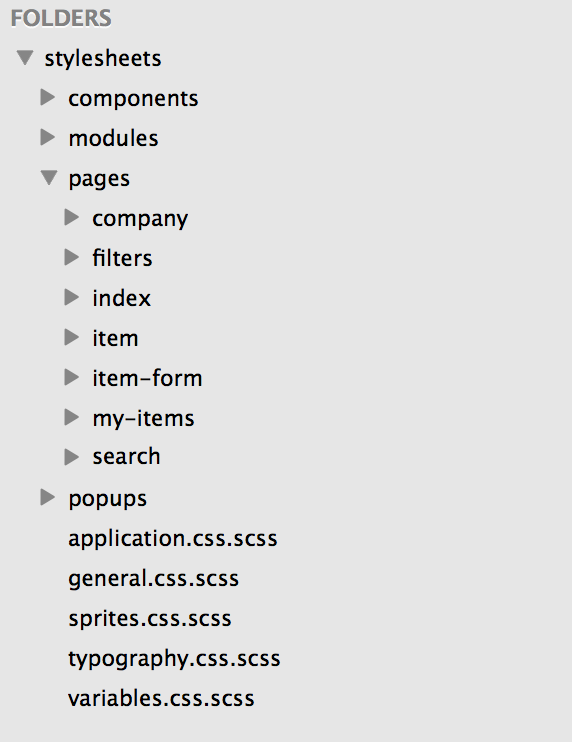 FOLDERS
stylesheets
components
modules
pages
company
filters
index
item
item-form
my-items
search
popups
application.css.scss
general.css.scss
sprites.css.scss
typography.css.scss
variables.css.scss